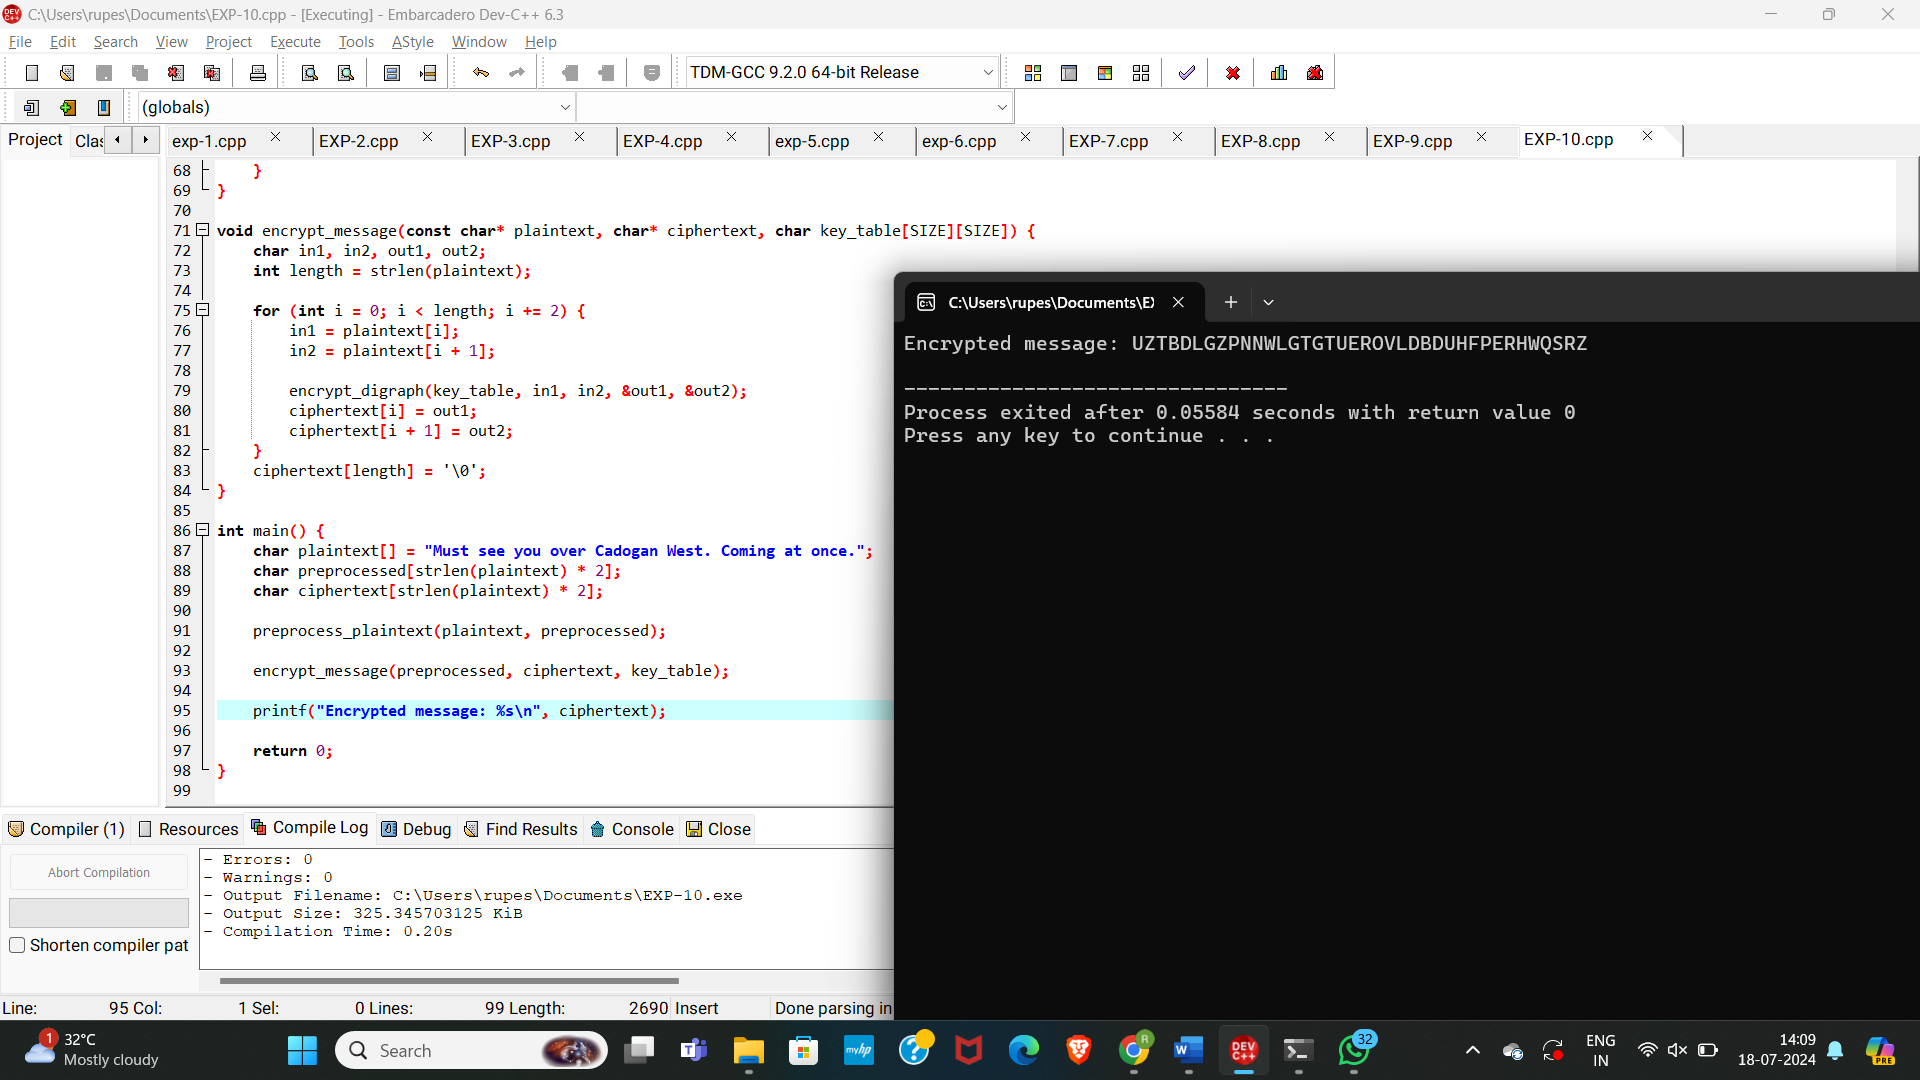 C:\Users\rupes\Documents\EXP-10.cpp - [Executing] - Embarcadero Dev-C++ 6.3
File Edit Search View Project Execute Tools AStyle Window Help
TDM-GCC 9.2.0 64-bit Release
(globals)
Project Clas exp-1.cpp EXP-2.cpp EXP-3.cpp EXP-4.cpp exp-5.cpp exp-6.cpp EXP-7.cpp EXP-8.cpp EXP-9.cpp EXP-10.cpp
68 }
69 }
70
71 void encrypt_message(const char* plaintext, char* ciphertext, char key_table[SIZE][SIZE]) {
72 char in1, in2, out1, out2;
73 int length = strlen(plaintext);
74
75 for (int i = 0; i < length; i += 2) {
76 in1 = plaintext[i];
77 in2 = plaintext[i + 1];
78
79 encrypt_digraph(key_table, in1, in2, &out1, &out2);
80 ciphertext[i] = out1;
81 ciphertext[i + 1] = out2;
82 }
83 ciphertext[length] = '\0';
84 }
85
86 int main() {
87 char plaintext[] = "Must see you over Cadogan West. Coming at once.";
88 char preprocessed[strlen(plaintext) * 2];
89 char ciphertext[strlen(plaintext) * 2];
90
91 preprocess_plaintext(plaintext, preprocessed);
92
93 encrypt_message(preprocessed, ciphertext, key_table);
94
95 printf("Encrypted message: %s\n", ciphertext);
96
97 return 0;
98 }
99
C:\Users\rupes\Documents\E
Encrypted message: UZTBDLGZPNNWLGTGTUEROVLDBDUHFPERHWQSRZ
--------------------------------
Process exited after 0.05584 seconds with return value 0
Press any key to continue . . .
Compiler (1) Resources Compile Log Debug Find Results Console Close
Abort Compilation
Shorten compiler pat
- Errors: 0
- Warnings: 0
- Output Filename: C:\Users\rupes\Documents\EXP-10.exe
- Output Size: 325.345703125 KiB
- Compilation Time: 0.20s
Line: 95 Col: 1 Sel: 0 Lines: 99 Length: 2690 Insert Done parsing in
1
32°C
Mostly cloudy
Search
myhp
R
DEV C++
32
ENG
IN
14:09
18-07-2024
PRE